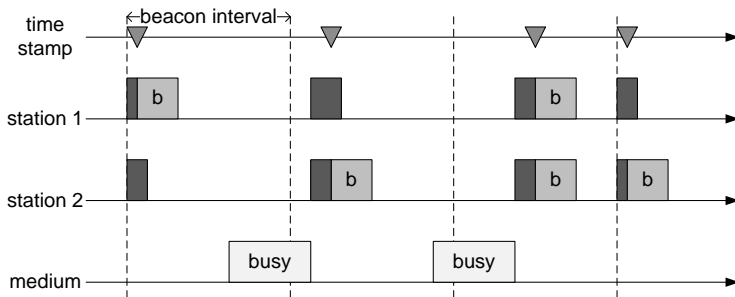 beacon interval
time
stamp
b
station 1
b
station 2
b
b
b
busy
busy
medium